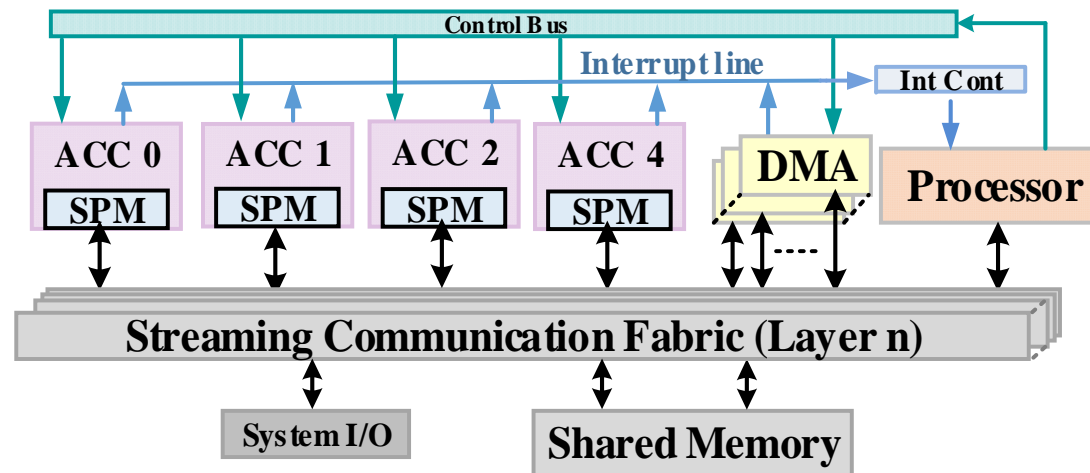 Control Bus
Interrupt line
Int Cont
ACC 0
ACC 1
ACC 2
ACC 4
DMA
Processor
SPM
SPM
SPM
SPM
Streaming Communication Fabric (Layer n)
System I/O
Shared Memory